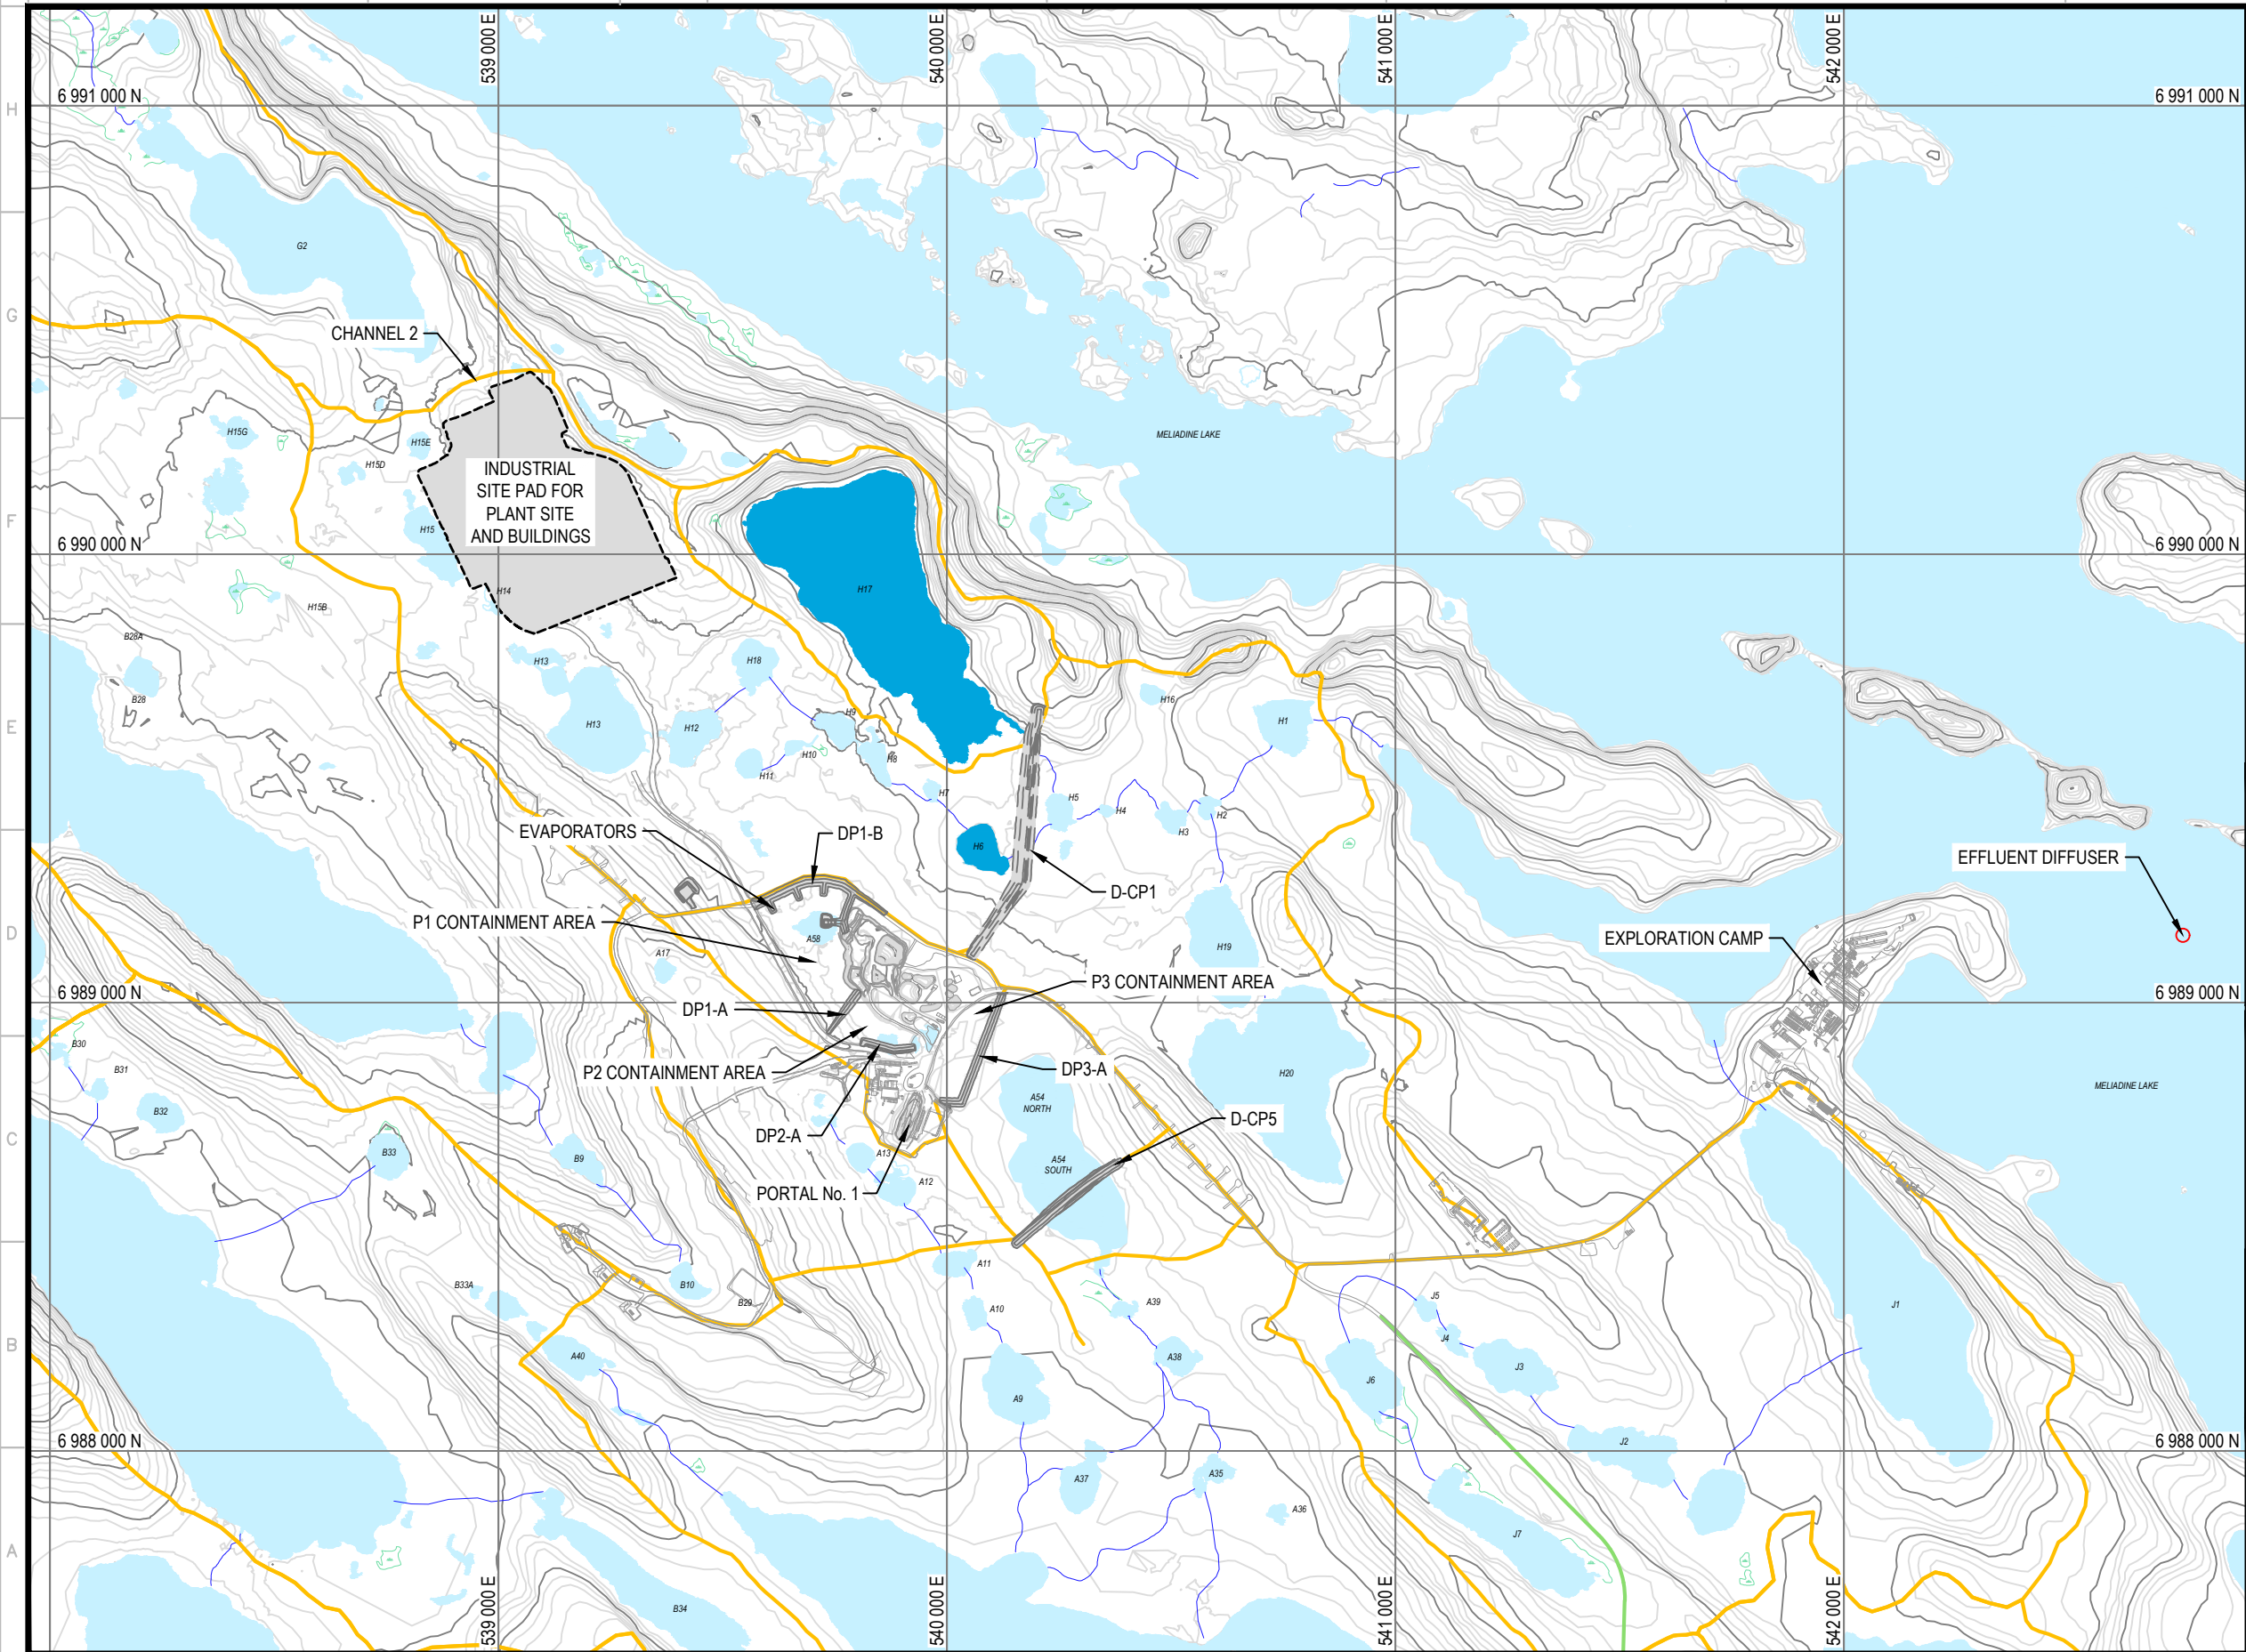 539 000 E
540 000 E
541 000 E
542 000 E
H
6 991 000 N
6 991 000 N
G2
G
CHANNEL 2
H15G
H15E
H15D
MELIADINE LAKE
INDUSTRIAL
SITE PAD FOR
PLANT SITE
AND BUILDINGS
F
H15
6 990 000 N
6 990 000 N
H14
H17
H15B
B28A
H13
H18
B28
H16
H9
H1
E
H13
H12
H10
H8
H11
H7
H5
H4
H2
H3
EVAPORATORS
DP1-B
H6
EFFLUENT DIFFUSER
D-CP1
P1 CONTAINMENT AREA
D
A58
H19
EXPLORATION CAMP
A17
P3 CONTAINMENT AREA
6 989 000 N
6 989 000 N
DP1-A
B30
B31
P2 CONTAINMENT AREA
DP3-A
H20
MELIADINE LAKE
B32
A54
NORTH
C
D-CP5
DP2-A
B33
B9
A13
A54
SOUTH
A12
PORTAL No. 1
A11
B33A
B10
B29
A10
A39
J5
J1
J4
B
A40
A38
J3
J6
A9
6 988 000 N
6 988 000 N
J2
A37
A35
A36
J7
A
B34
539 000 E
540 000 E
541 000 E
542 000 E